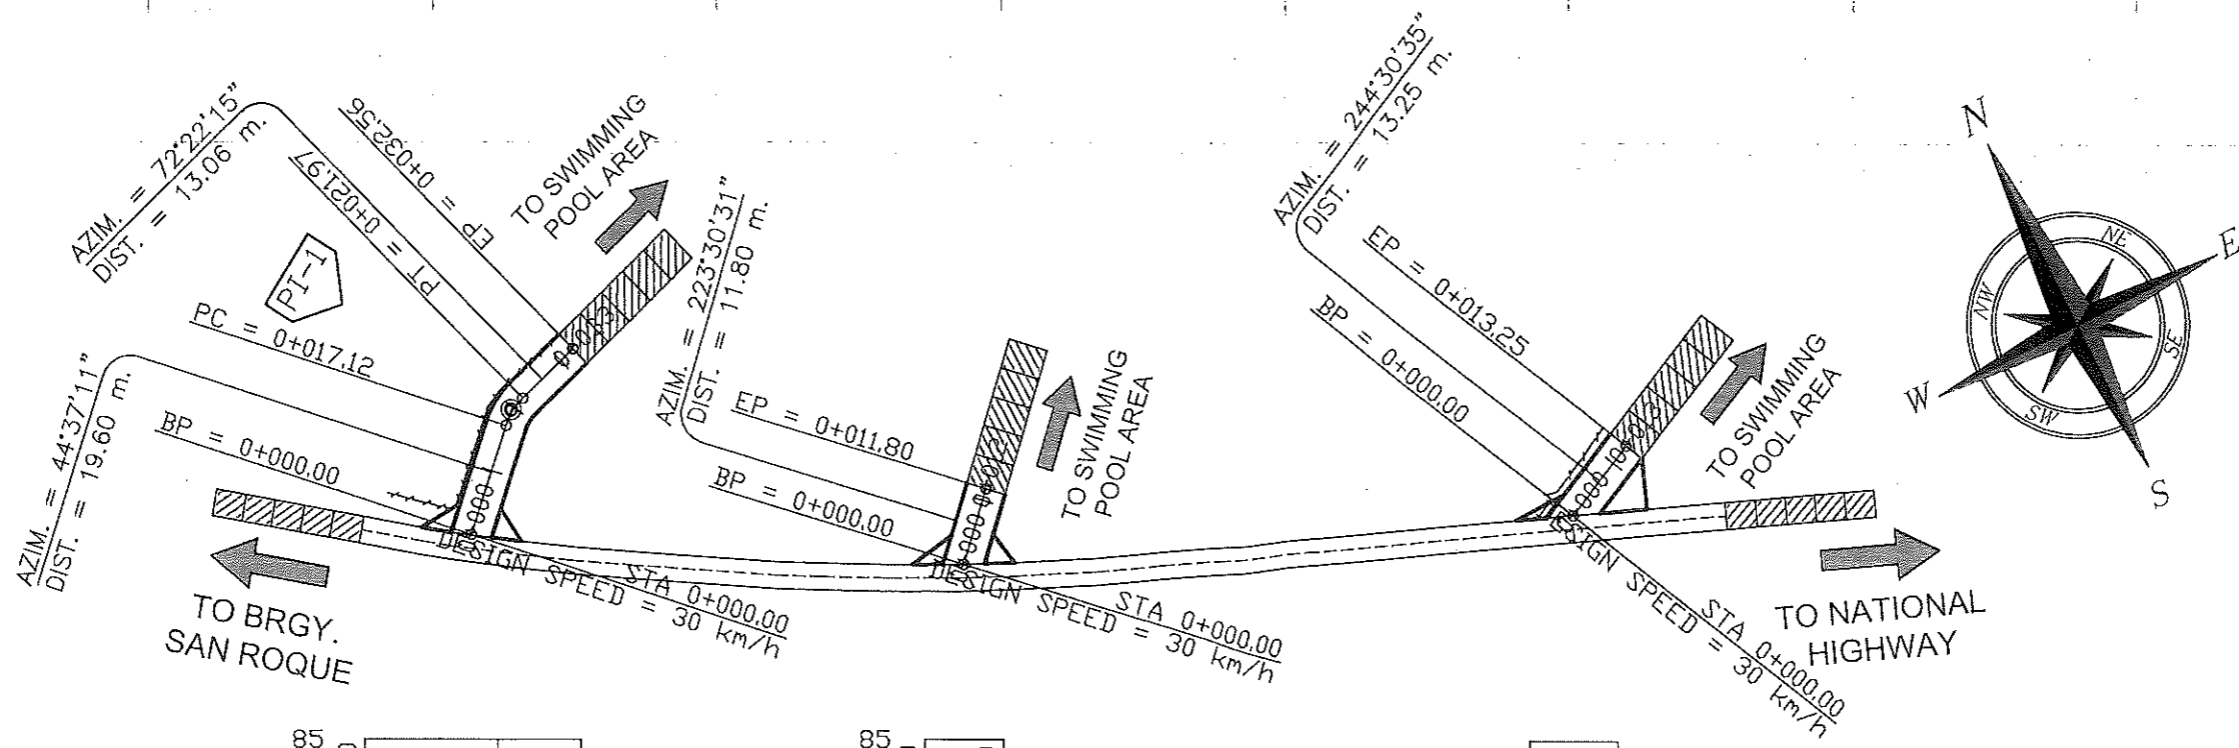 AZIM. = 72°22'15"
DIST. = 13.06 m.
EP = 0+032.56
PT = 0+021.97
TO SWIMMING
POOL AREA
PI-1
PC = 0+017.12
AZIM. = 44°37'11"
DIST. = 19.60 m.
BP = 0+000.00
0+000
DESIGN SPEED = 30 km/h
STA 0+000.00
TO BRGY.
SAN ROQUE
AZIM. = 223°30'31"
DIST. = 11.80 m.
EP = 0+011.80
BP = 0+000.00
TO SWIMMING
POOL AREA
STA 0+000.00
DESIGN SPEED = 30 km/h
AZIM. = 244°30'35"
DIST. = 13.25 m.
EP = 0+013.25
BP = 0+000.00
TO SWIMMING
POOL AREA
STA 0+000.00
DESIGN SPEED = 30 km/h
TO NATIONAL
HIGHWAY
N
NE
E
SE
S
SW
W
NW
85
85